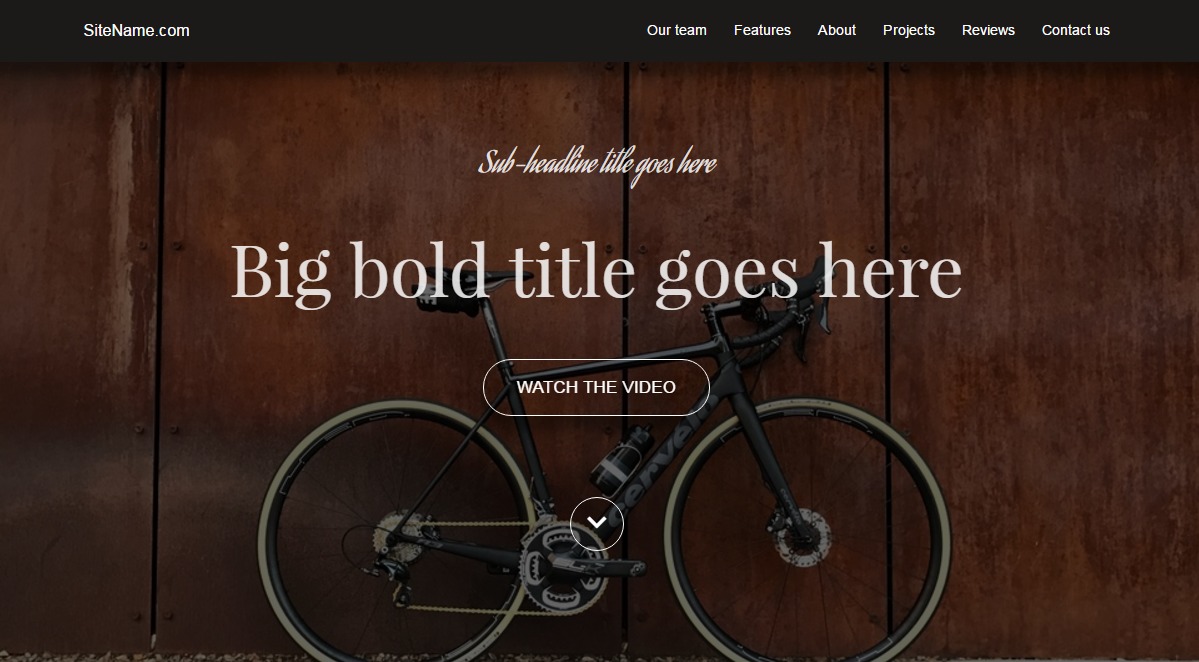 SiteName.com
Our team Features About Projects Reviews Contact us
Sub-headline title goes here
Big bold title goes here
WATCH THE VIDEO
cervélo